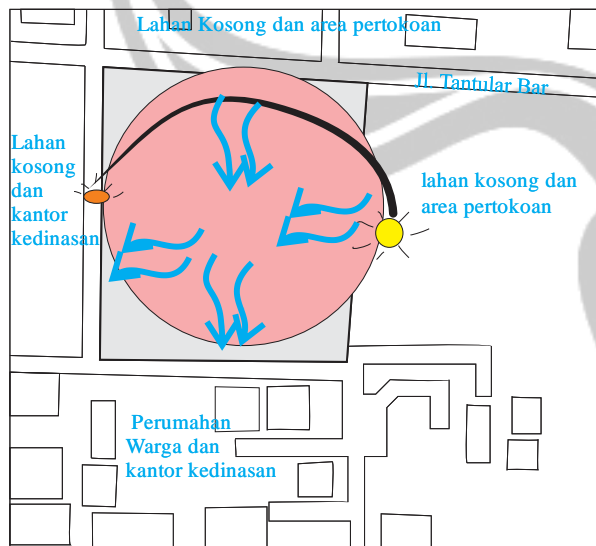 Lahan Kosong dan area pertokoan
Jl. Tantular Bar
Lahan
kosong
dan
kantor
kedinasan
lahan kosong dan
area pertokoan
Perumahan
Warga dan
kantor kedinasan